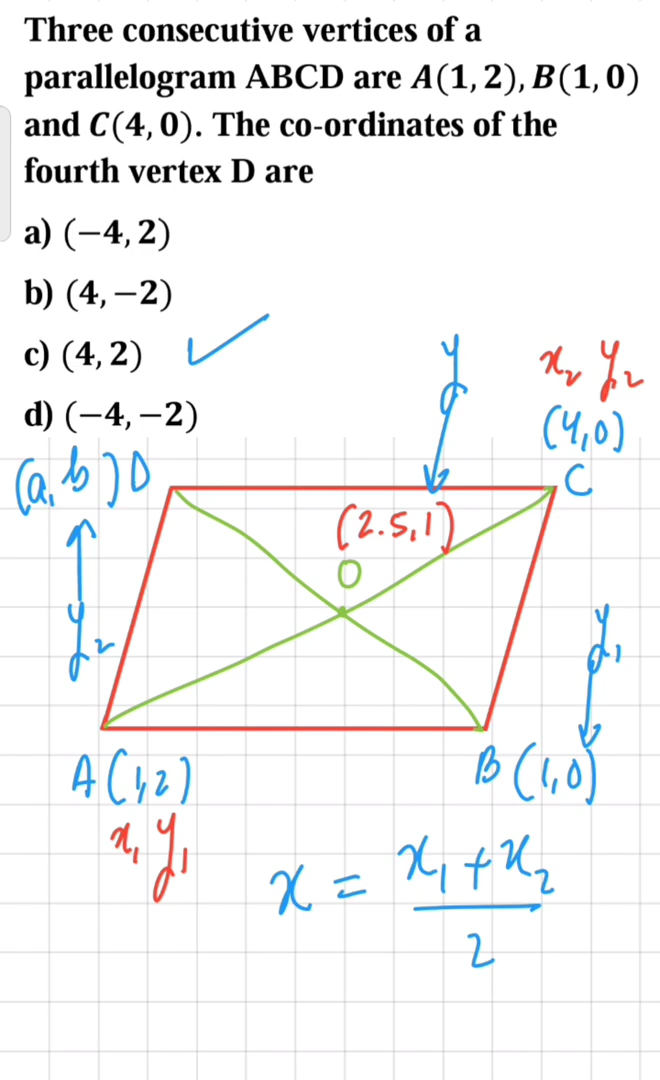 Three consecutive vertices of a
parallelogram ABCD are A(1, 2), B(1, 0)
and C(4, 0). The co-ordinates of the
fourth vertex D are
a) (−4, 2)
b) (4, −2)
c) (4, 2) ✓
d) (−4, −2)
y
x₂ y₂
(4,0)
(a, b) D
C
(2.5, 1)
O
y₂
y₁
A(1,2)
B(1,0)
x₁ y₁
x = x₁ + x₂
2